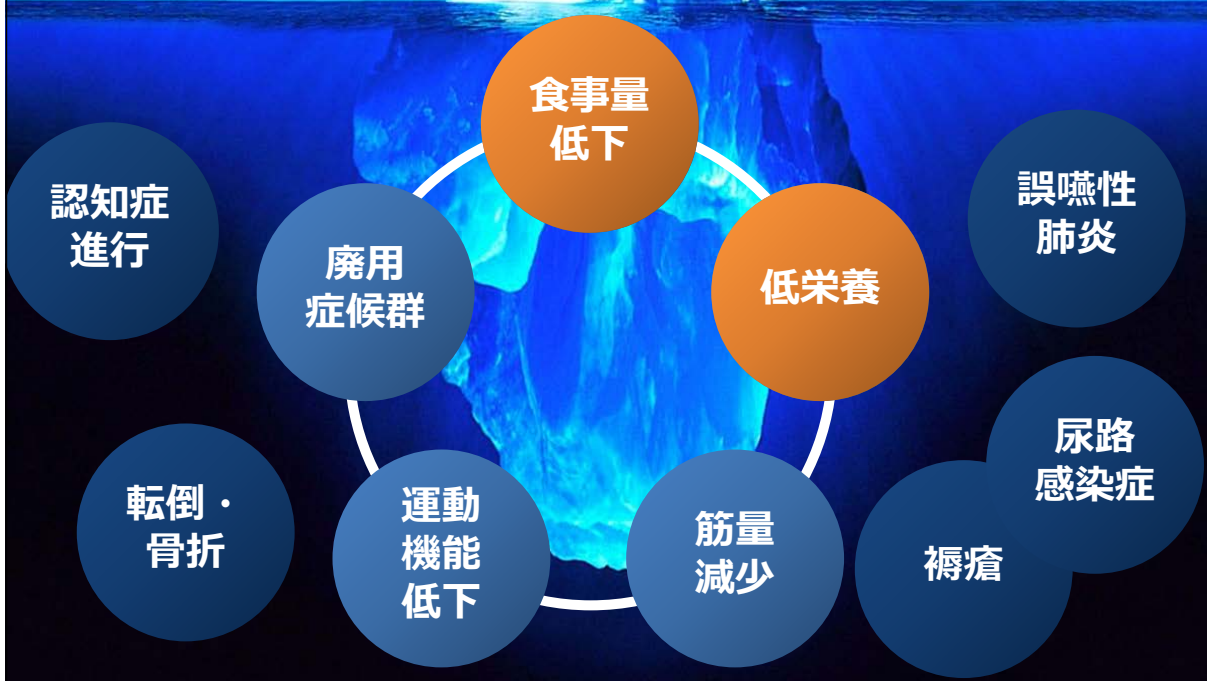 食事量
低下
認知症
進行
廃用
症候群
低栄養
誤嚥性
肺炎
転倒・
骨折
運動
機能
低下
筋量
減少
褥瘡
尿路
感染症